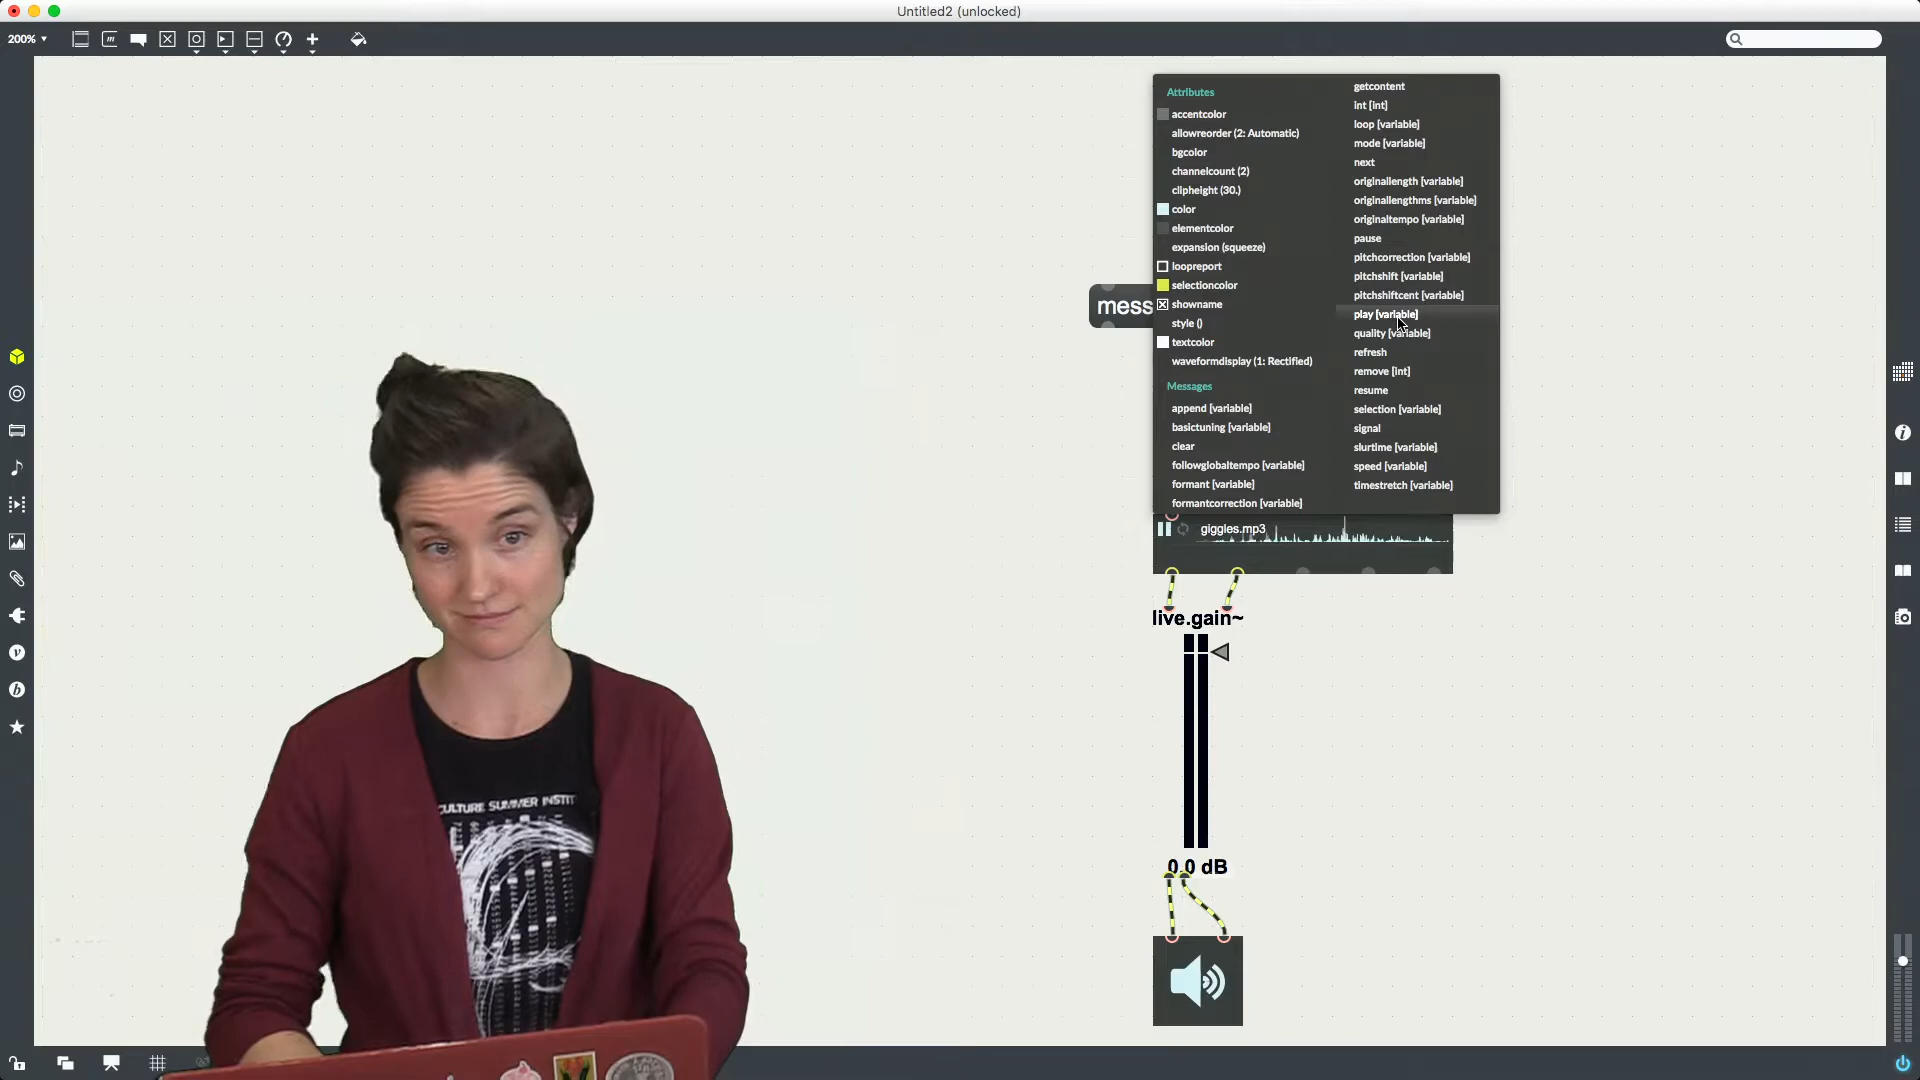 Untitled2 (unlocked)
200%
m
Attributes
accentcolor
allowreorder (2: Automatic)
bgcolor
channelcount (2)
clipheight (30.)
color
elementcolor
expansion (squeeze)
loopreport
selectioncolor
showname
style ()
textcolor
waveformdisplay (1: Rectified)
Messages
append [variable]
basictuning [variable]
clear
followglobaltempo [variable]
formant [variable]
formantcorrection [variable]
getcontent
int [int]
loop [variable]
mode [variable]
next
originallength [variable]
originallengthms [variable]
originaltempo [variable]
pause
pitchcorrection [variable]
pitchshift [variable]
pitchshiftcent [variable]
play [variable]
quality [variable]
refresh
remove [int]
resume
selection [variable]
signal
slurtime [variable]
speed [variable]
timestretch [variable]
mess
giggles.mp3
live.gain~
0.0 dB
CULTURE SUMMER INSTIT